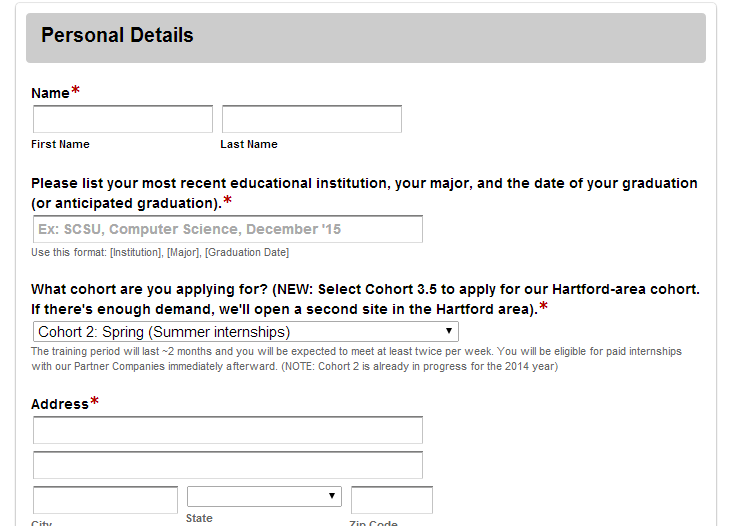 Personal Details
Name*
First Name Last Name
Please list your most recent educational institution, your major, and the date of your graduation
(or anticipated graduation).*
Ex: SCSU, Computer Science, December '15
Use this format: [Institution], [Major], [Graduation Date]
What cohort are you applying for? (NEW: Select Cohort 3.5 to apply for our Hartford-area cohort.
If there's enough demand, we'll open a second site in the Hartford area).*
Cohort 2: Spring (Summer internships)
The training period will last ~2 months and you will be expected to meet at least twice per week. You will be eligible for paid internships
with our Partner Companies immediately afterward. (NOTE: Cohort 2 is already in progress for the 2014 year)
Address*
City State Zip Code